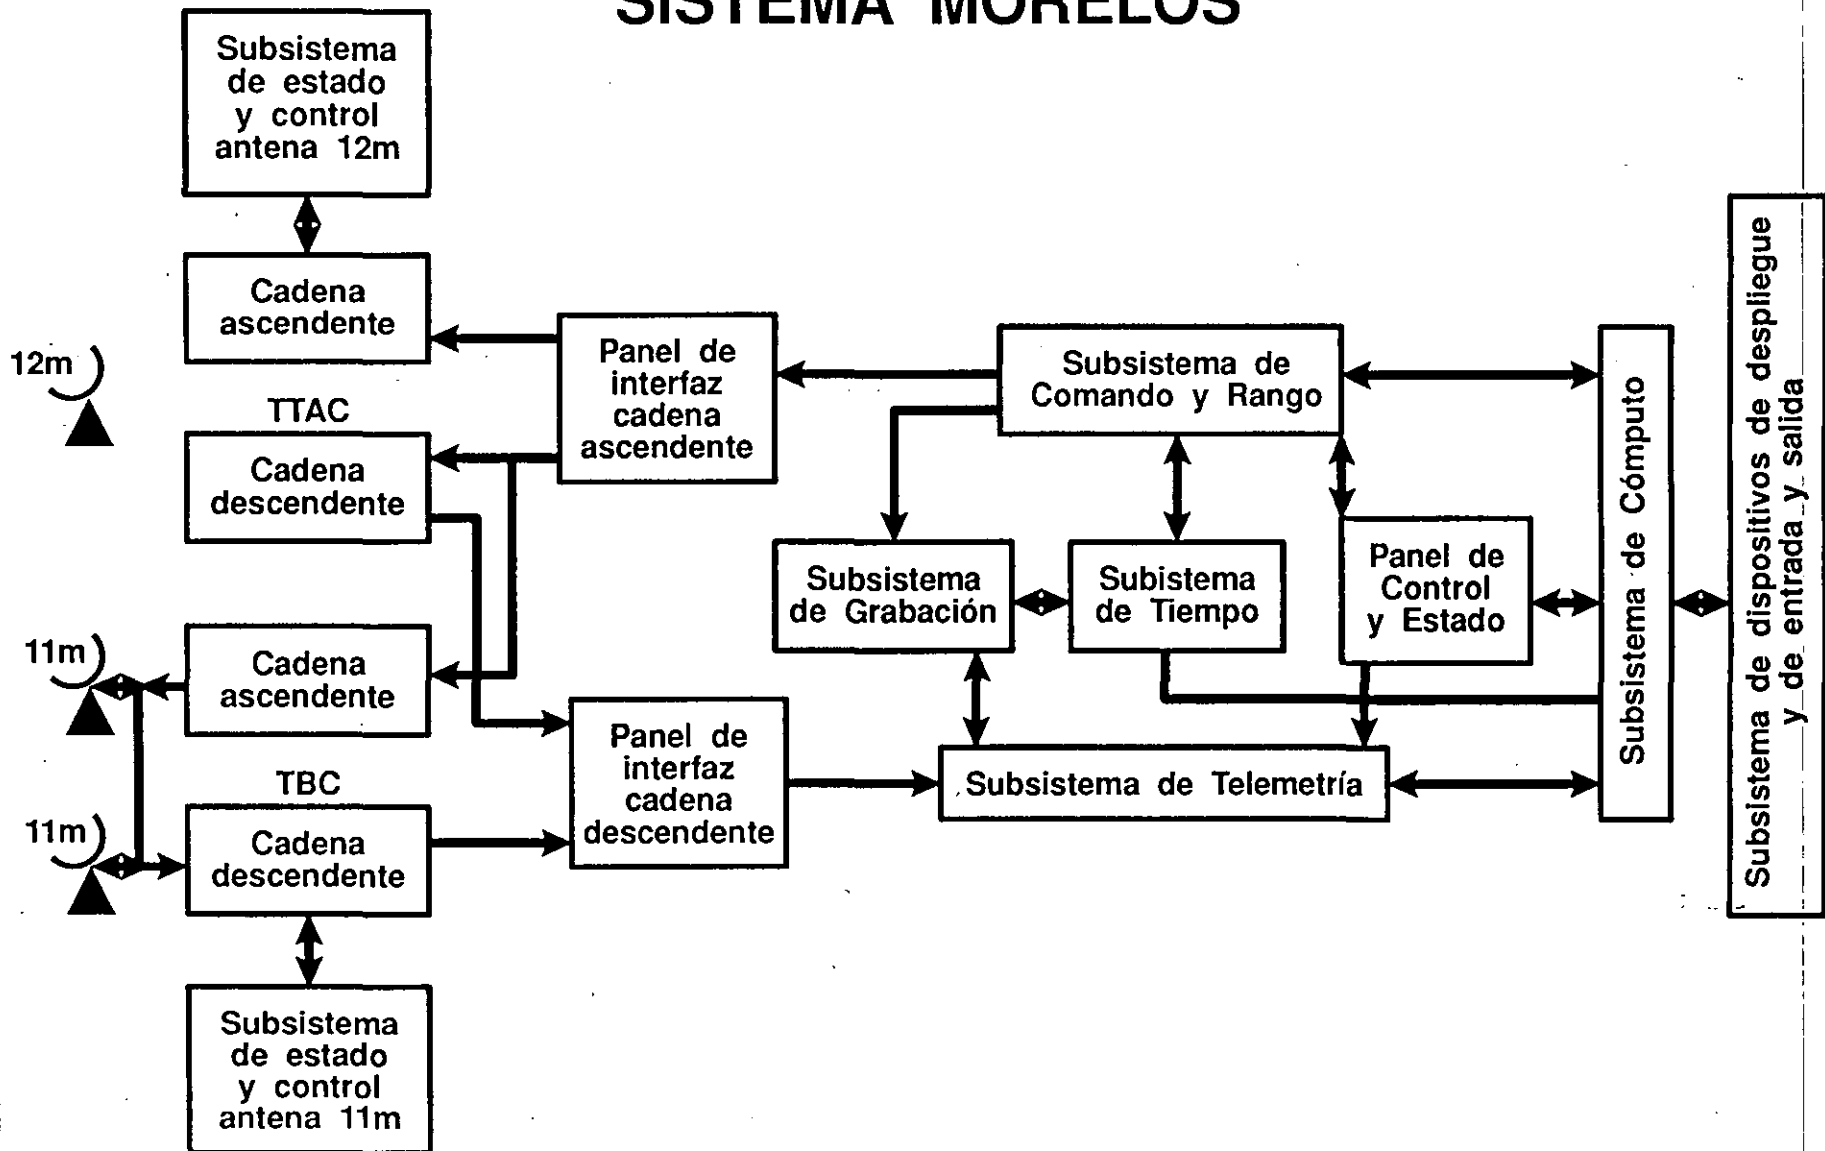 SISTEMA MORELOS
Subsistema
de estado
y control
antena 12m
Cadena
ascendente
12m
TTAC
Cadena
descendente
Panel de
interfaz
cadena
ascendente
Subsistema de
Comando y Rango
Subsistema
de Grabación
Subistema
de Tiempo
Panel de
Control
y Estado
Subsistema de Cómputo
Subsistema de dispositivos de despliegue
y de entrada y salida
11m
Cadena
ascendente
TBC
11m
Cadena
descendente
Panel de
interfaz
cadena
descendente
Subsistema de Telemetría
Subsistema
de estado
y control
antena 11m